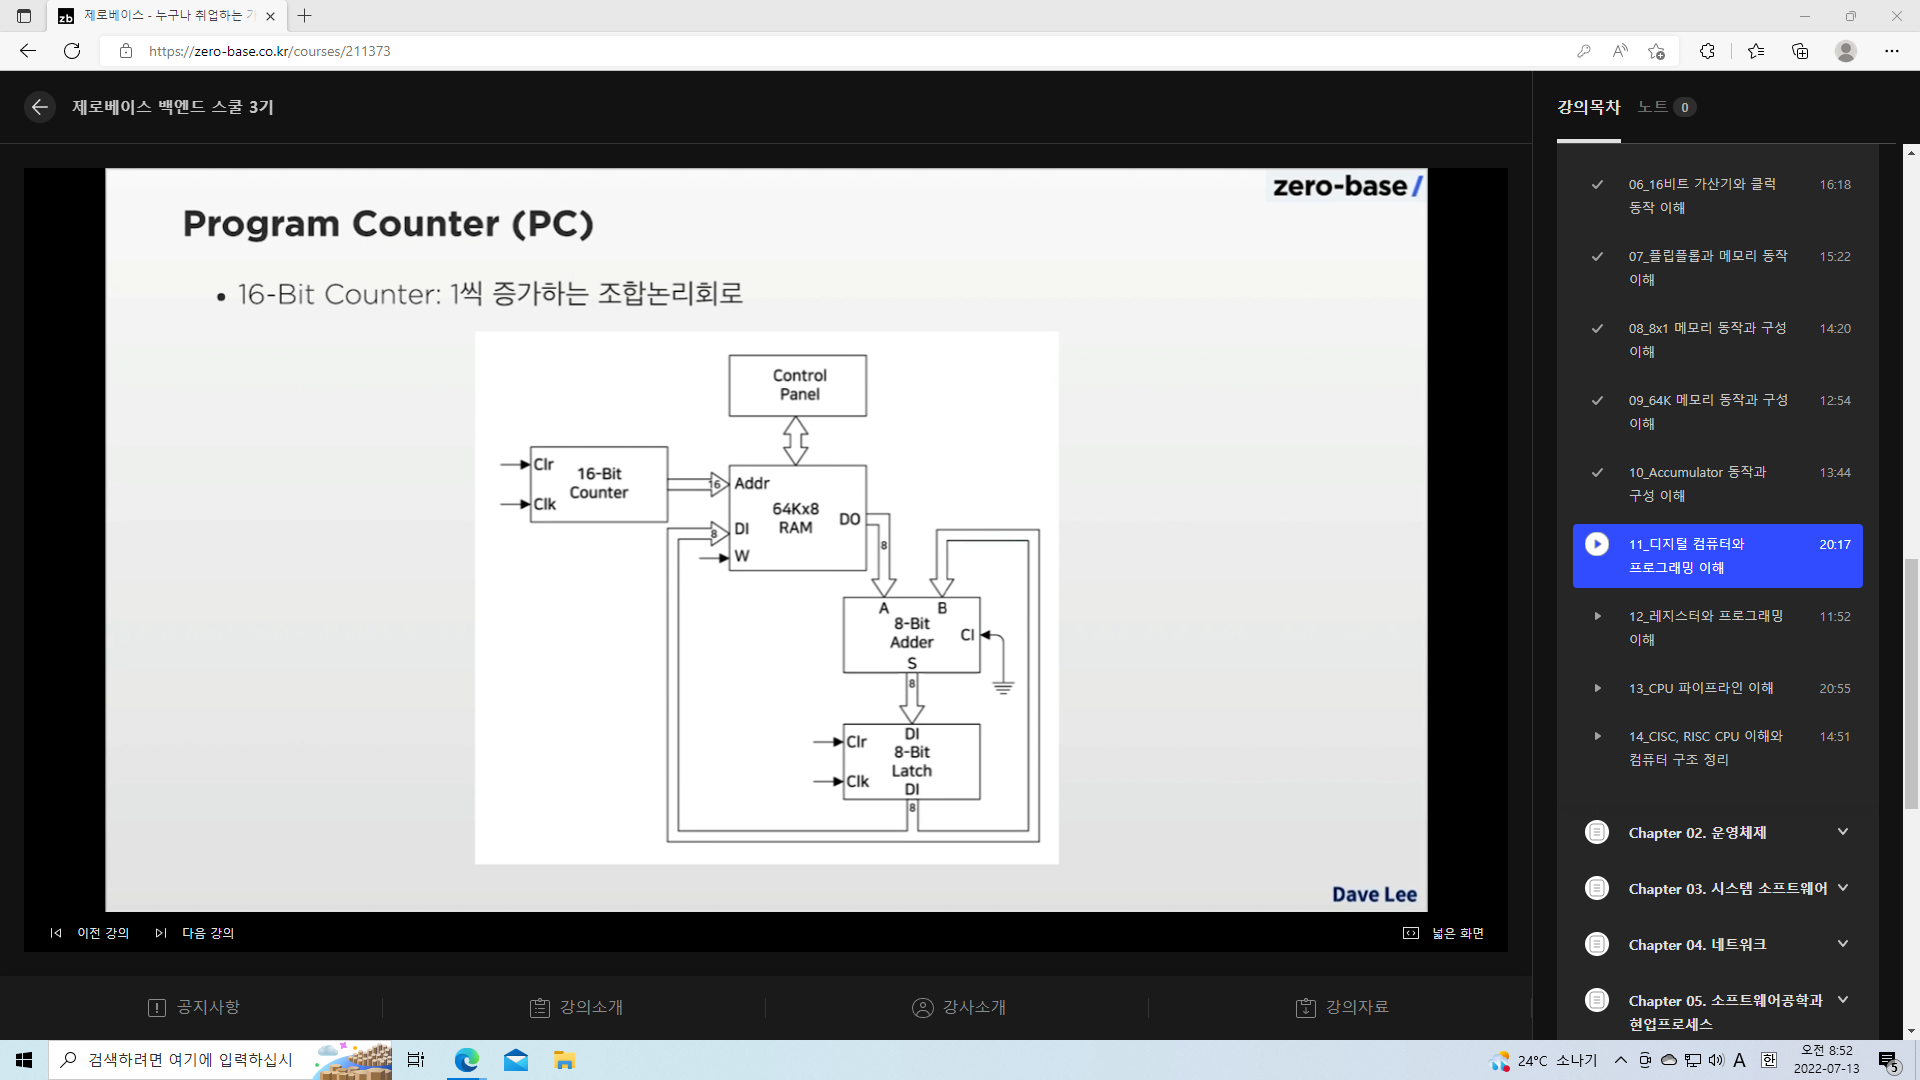 제로베이스 - 누구나 취업하는 기
https://zero-base.co.kr/courses/211373
제로베이스 백엔드 스쿨 3기
강의목차 노트 0
zero-base/
Program Counter (PC)
• 16-Bit Counter: 1씩 증가하는 조합논리회로
Control
Panel
Clr
16-Bit
Counter
Clk
16
Addr
64Kx8
RAM
DO
8
DI
W
8
A
B
8-Bit
Adder
CI
S
8
DI
Clr
8-Bit
Latch
Clk
DI
8
Dave Lee
이전 강의
다음 강의
넓은 화면
공지사항
강의소개
강사소개
강의자료
06_16비트 가산기와 클럭 16:18
동작 이해
07_플립플롭과 메모리 동작 15:22
이해
08_8x1 메모리 동작과 구성 14:20
이해
09_64K 메모리 동작과 구성 12:54
이해
10_Accumulator 동작과 13:44
구성 이해
11_디지털 컴퓨터와 20:17
프로그래밍 이해
12_레지스터와 프로그래밍 11:52
이해
13_CPU 파이프라인 이해 20:55
14_CISC, RISC CPU 이해와 14:51
컴퓨터 구조 정리
Chapter 02. 운영체제
Chapter 03. 시스템 소프트웨어
Chapter 04. 네트워크
Chapter 05. 소프트웨어공학과
현업프로세스
검색하려면 여기에 입력하십시
24°C 소나기
A
한
오전 8:52
2022-07-13
5